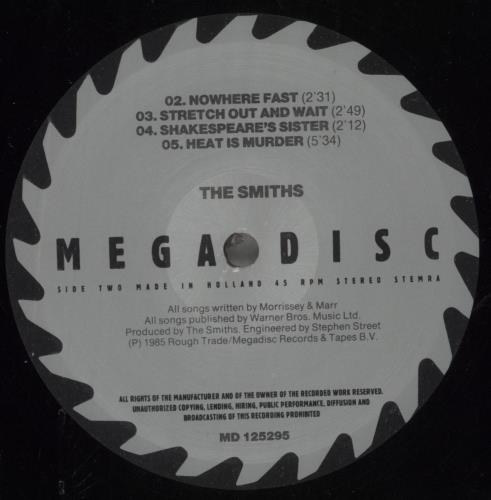 02. NOWHERE FAST (2'31)
03. STRETCH OUT AND WAIT (2'49)
04. SHAKESPEARE'S SISTER (2'12)
05. HEAT IS MURDER (5'34)
THE SMITHS
MEGA DISC
SIDE TWO MADE IN HOLLAND 45 RPM STEREO STEMRA
All songs written by Morrissey & Marr
All songs published by Warner Bros. Music Ltd.
Produced by The Smiths. Engineered by Stephen Street
(P) 1985 Rough Trade/Megadisc Records & Tapes B.V.
ALL RIGHTS OF THE MANUFACTURER AND OF THE OWNER OF THE RECORDED WORK RESERVED.
UNAUTHORIZED COPYING, LENDING, HIRING, PUBLIC PERFORMANCE, DIFFUSION AND
BROADCASTING OF THIS RECORDING PROHIBITED
MD 125295